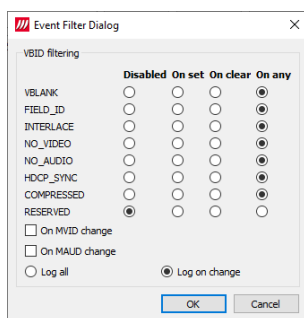 Event Filter Dialog
VBID filtering
Disabled On set On clear On any
VBLANK
FIELD_ID
INTERLACE
NO_VIDEO
NO_AUDIO
HDCP_SYNC
COMPRESSED
RESERVED
On MVID change
On MAUD change
Log all Log on change
OK Cancel